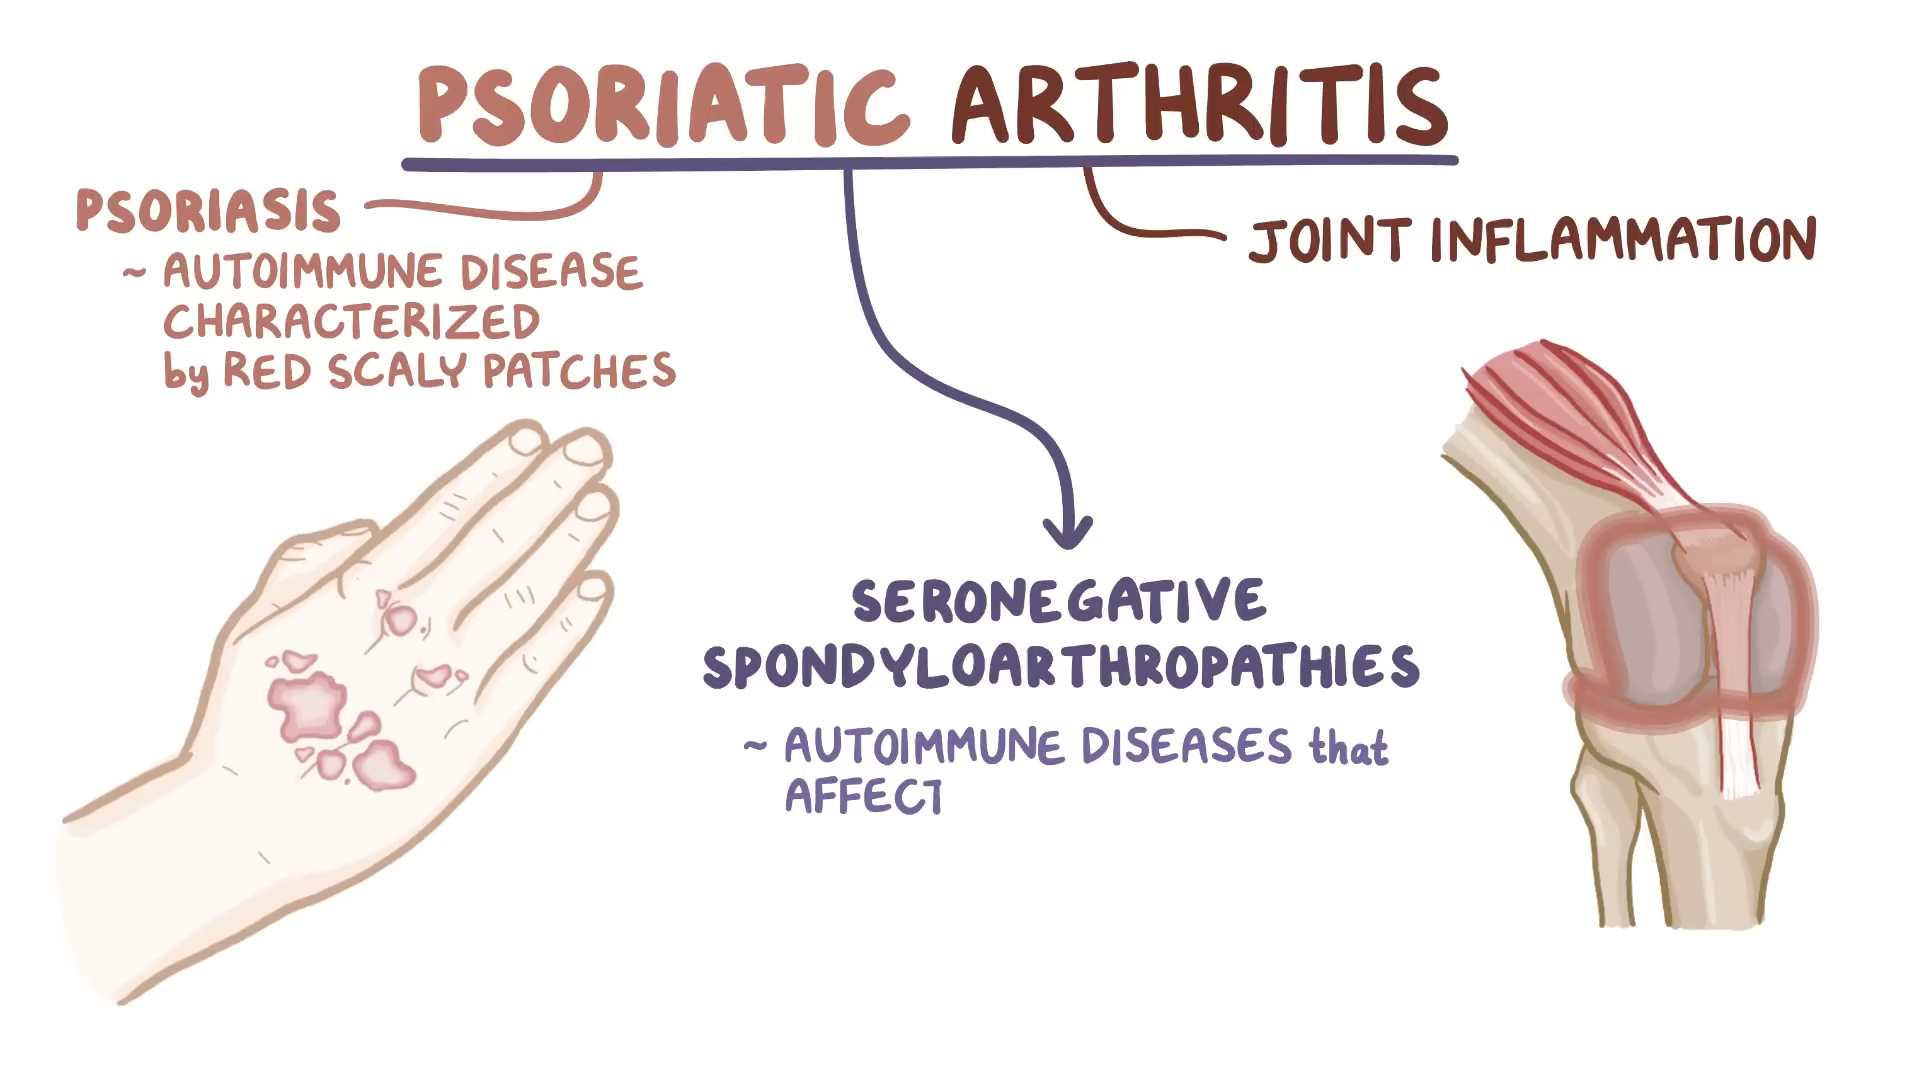 PSORIATIC ARTHRITIS
PSORIASIS
~ AUTOIMMUNE DISEASE
CHARACTERIZED
by RED SCALY PATCHES
JOINT INFLAMMATION
SERONEGATIVE
SPONDYLOARTHROPATHIES
~ AUTOIMMUNE DISEASES that
AFFECT